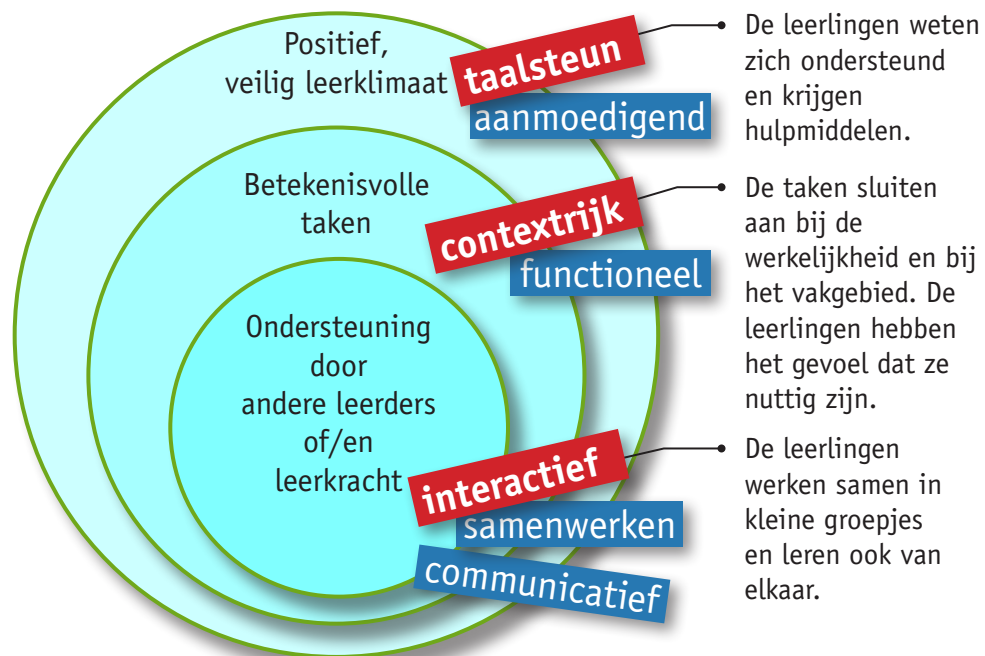 Positief,
veilig leerklimaat
taalsteun
aanmoedigend
De leerlingen weten
zich ondersteund
en krijgen
hulpmiddelen.
Betekenisvolle
taken
contextrijk
functioneel
De taken sluiten
aan bij de
werkelijkheid en bij
het vakgebied. De
leerlingen hebben
het gevoel dat ze
nuttig zijn.
Ondersteuning
door
andere leerders
of/en
leerkracht
interactief
samenwerken
communicatief
De leerlingen
werken samen in
kleine groepjes
en leren ook van
elkaar.